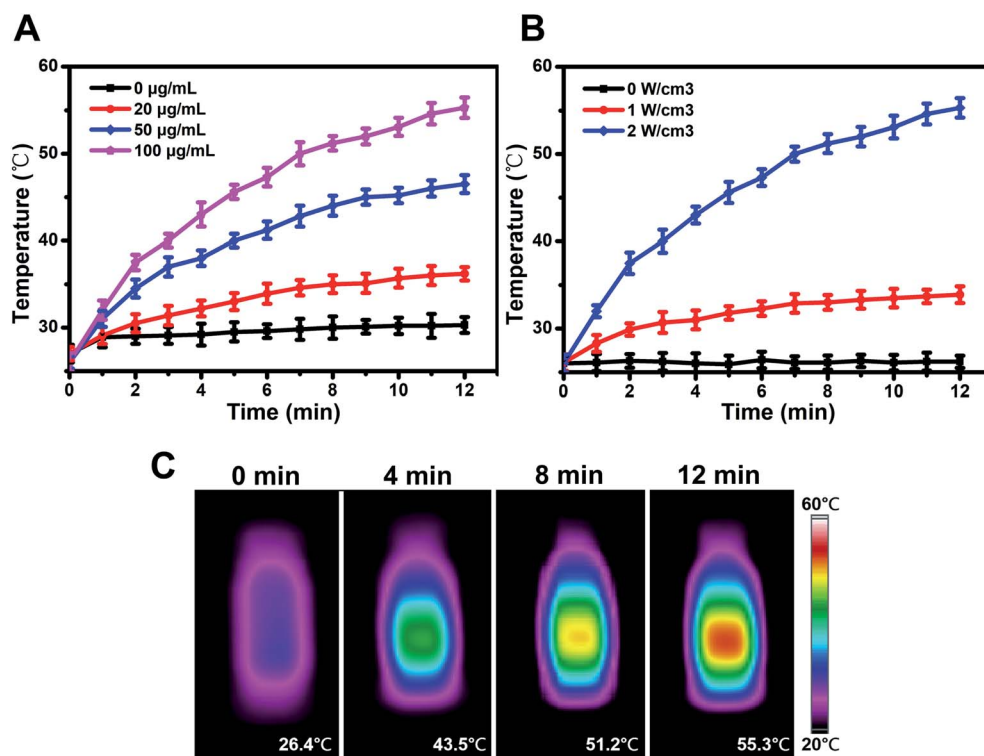 A
60
50
40
30
0 µg/mL
20 µg/mL
50 µg/mL
100 µg/mL
Temperature (℃)
0 2 4 6 8 10 12
Time (min)
B
60
50
40
30
0 W/cm3
1 W/cm3
2 W/cm3
Temperature (℃)
0 2 4 6 8 10 12
Time (min)
C
0 min 4 min 8 min 12 min
60°C
26.4℃ 43.5℃ 51.2℃ 55.3℃
20°C